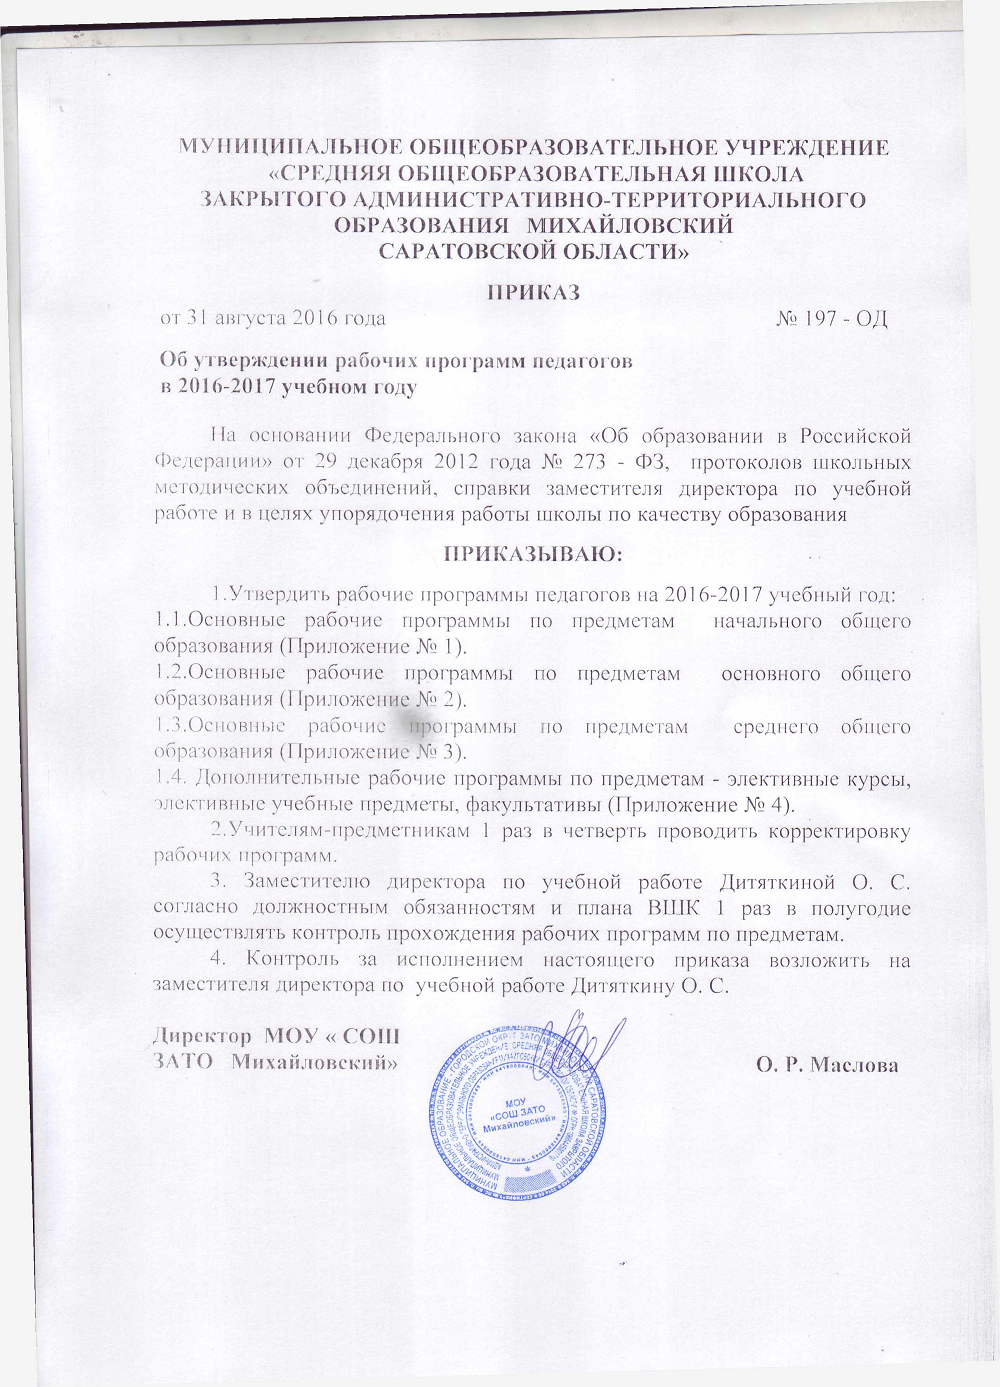 МУНИЦИПАЛЬНОЕ ОБЩЕОБРАЗОВАТЕЛЬНОЕ УЧРЕЖДЕНИЕ
«СРЕДНЯЯ ОБЩЕОБРАЗОВАТЕЛЬНАЯ ШКОЛА
ЗАКРЫТОГО АДМИНИСТРАТИВНО-ТЕРРИТОРИАЛЬНОГО
ОБРАЗОВАНИЯ МИХАЙЛОВСКИЙ
САРАТОВСКОЙ ОБЛАСТИ»
ПРИКАЗ
от 31 августа 2016 года № 197 - ОД
Об утверждении рабочих программ педагогов
в 2016-2017 учебном году
На основании Федерального закона «Об образовании в Российской
Федерации» от 29 декабря 2012 года № 273 - ФЗ, протоколов школьных
методических объединений, справки заместителя директора по учебной
работе и в целях упорядочения работы школы по качеству образования
ПРИКАЗЫВАЮ:
1.Утвердить рабочие программы педагогов на 2016-2017 учебный год:
1.1.Основные рабочие программы по предметам начального общего
образования (Приложение № 1).
1.2.Основные рабочие программы по предметам основного общего
образования (Приложение № 2).
1.3.Основные рабочие программы по предметам среднего общего
образования (Приложение № 3).
1.4. Дополнительные рабочие программы по предметам - элективные курсы,
элективные учебные предметы, факультативы (Приложение № 4).
2.Учителям-предметникам 1 раз в четверть проводить корректировку
рабочих программ.
3. Заместителю директора по учебной работе Дитяткиной О. С.
согласно должностным обязанностям и плана ВШК 1 раз в полугодие
осуществлять контроль прохождения рабочих программ по предметам.
4. Контроль за исполнением настоящего приказа возложить на
заместителя директора по учебной работе Дитяткину О. С.
Директор МОУ « СОШ
ЗАТО Михайловский» О. Р. Маслова
МОУ
«СОШ ЗАТО
Михайловский»